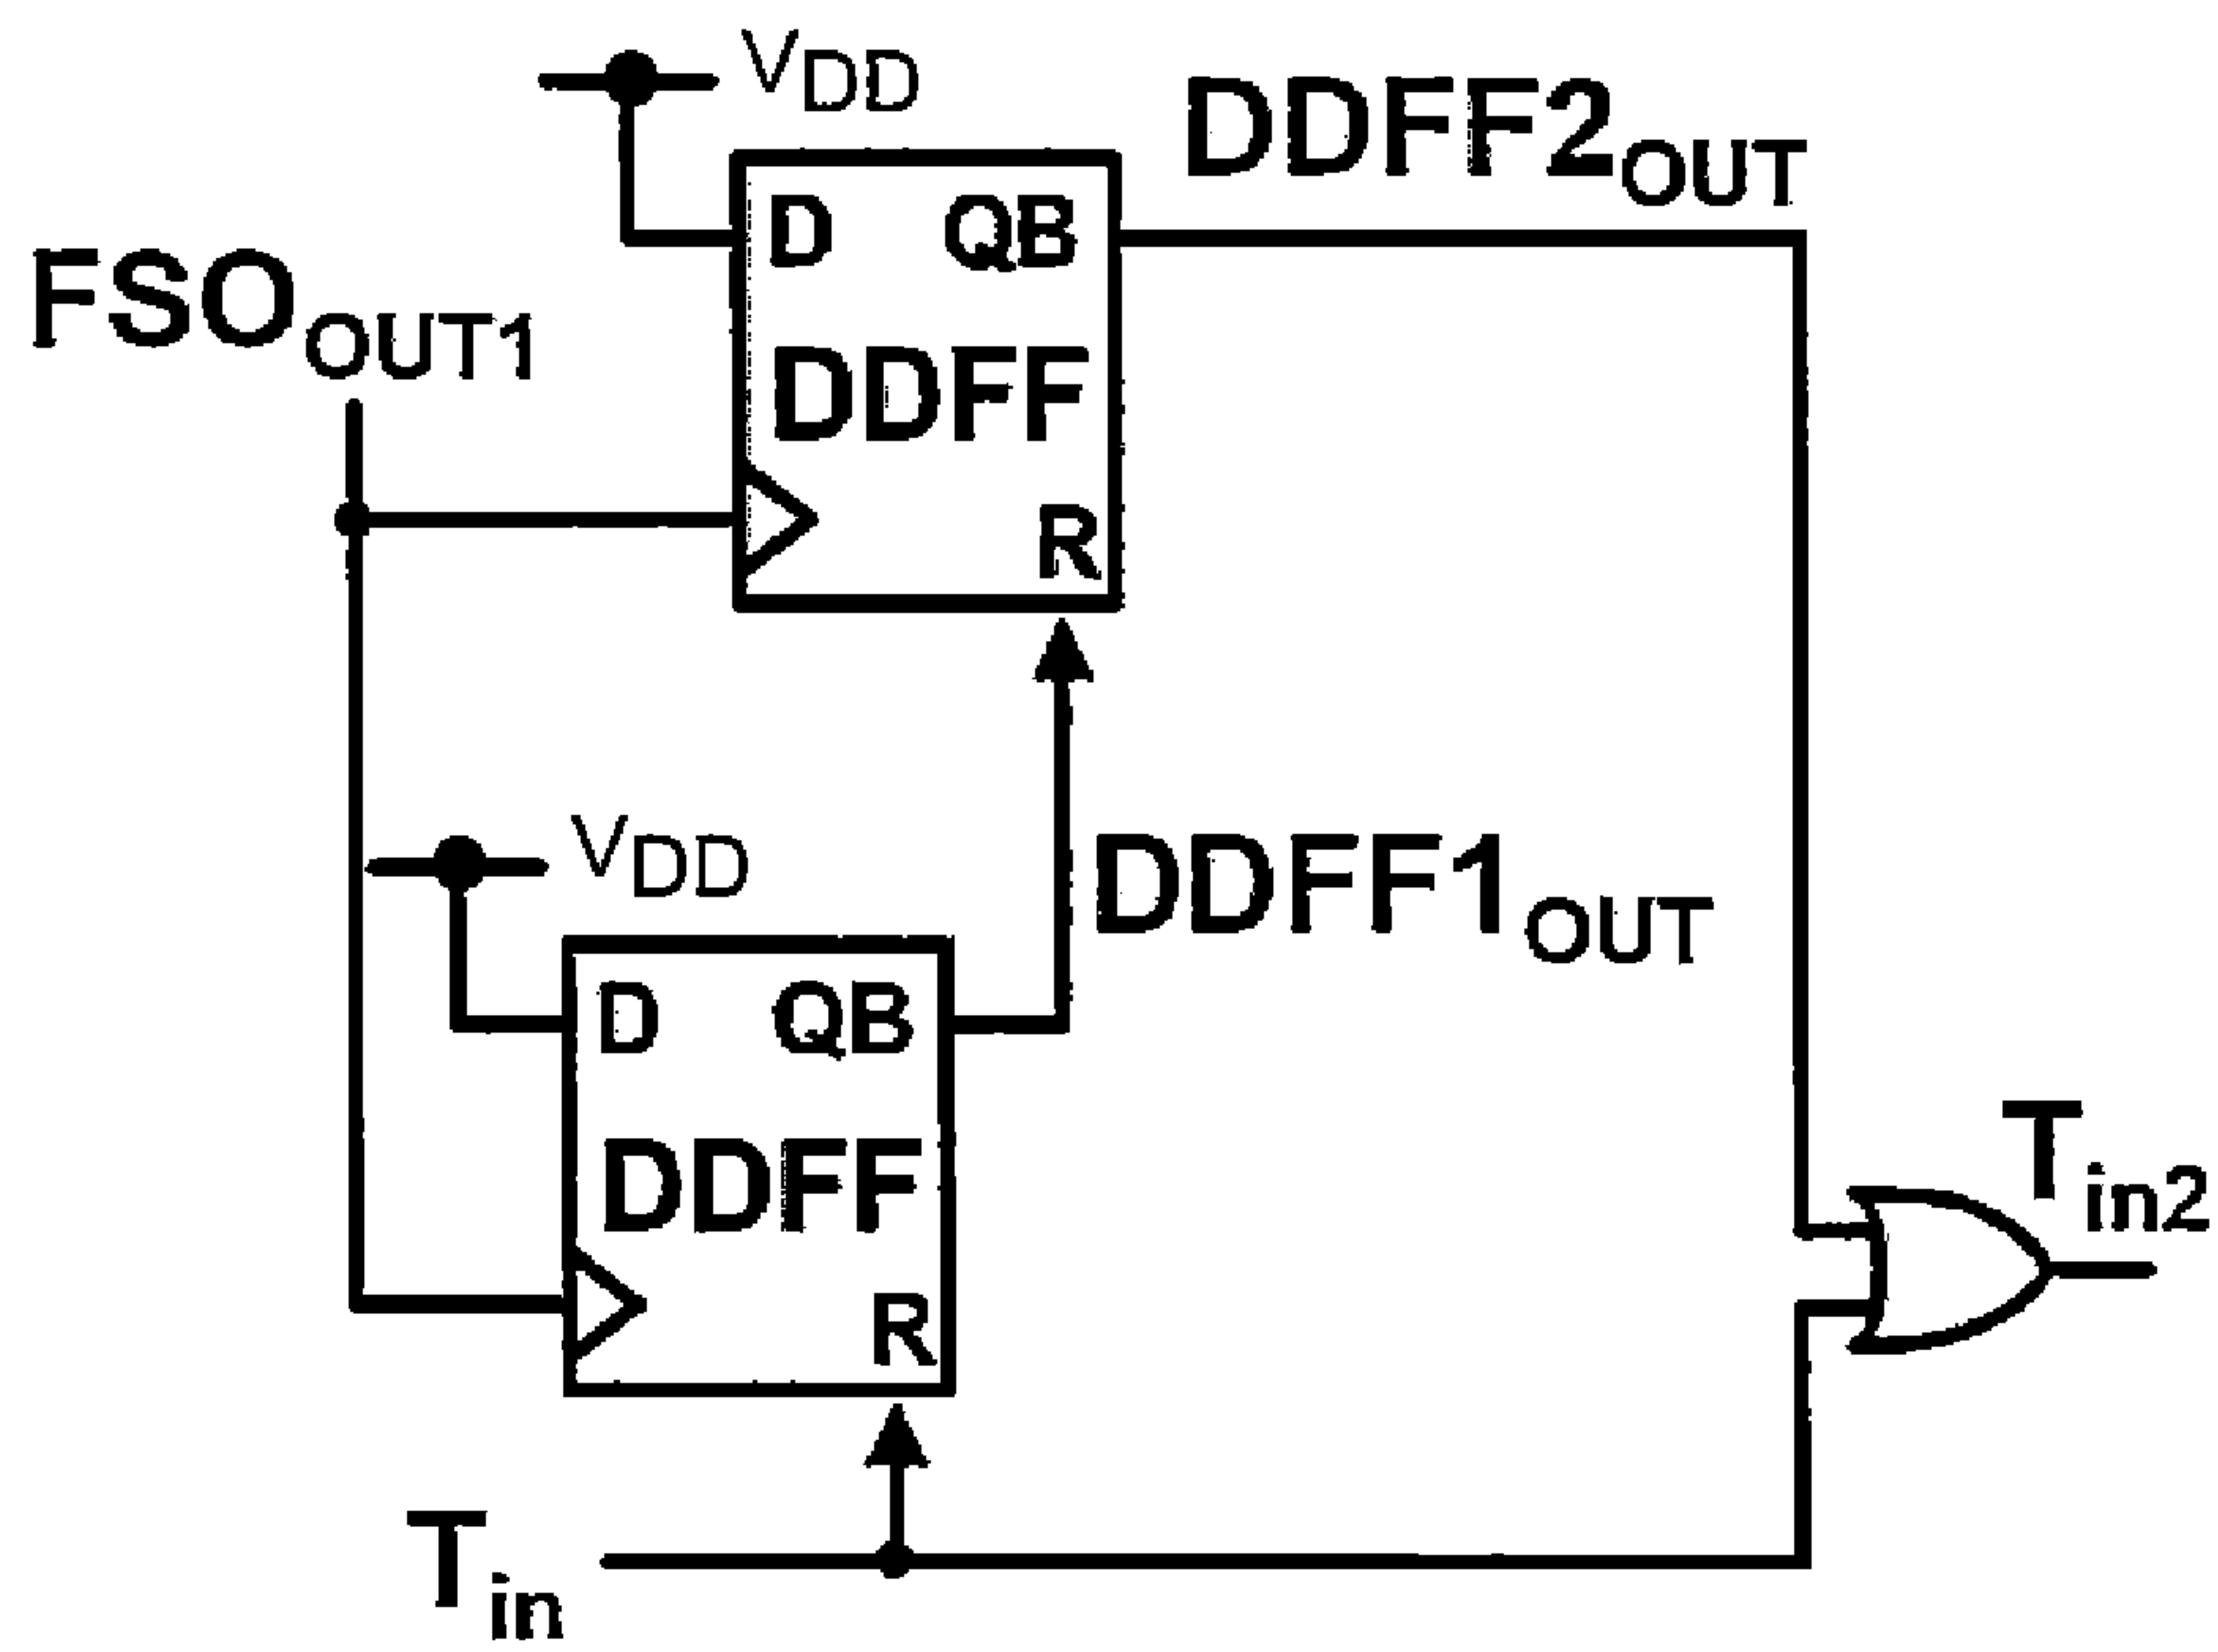 VDD
DDFF2OUT
D QB
FSOOUT1
DDFF
R
VDD
DDFF1OUT
D QB
DDFF
Tin2
R
Tin